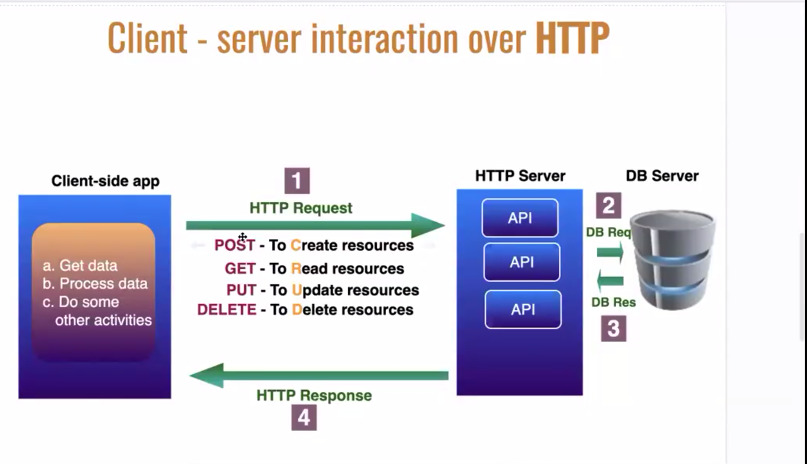 Client - server interaction over HTTP
Client-side app
a. Get data
b. Process data
c. Do some
other activities
1
HTTP Request
POST - To Create resources
GET - To Read resources
PUT - To Update resources
DELETE - To Delete resources
HTTP Response
4
HTTP Server
API
API
API
DB Server
2
DB Req
DB Res
3